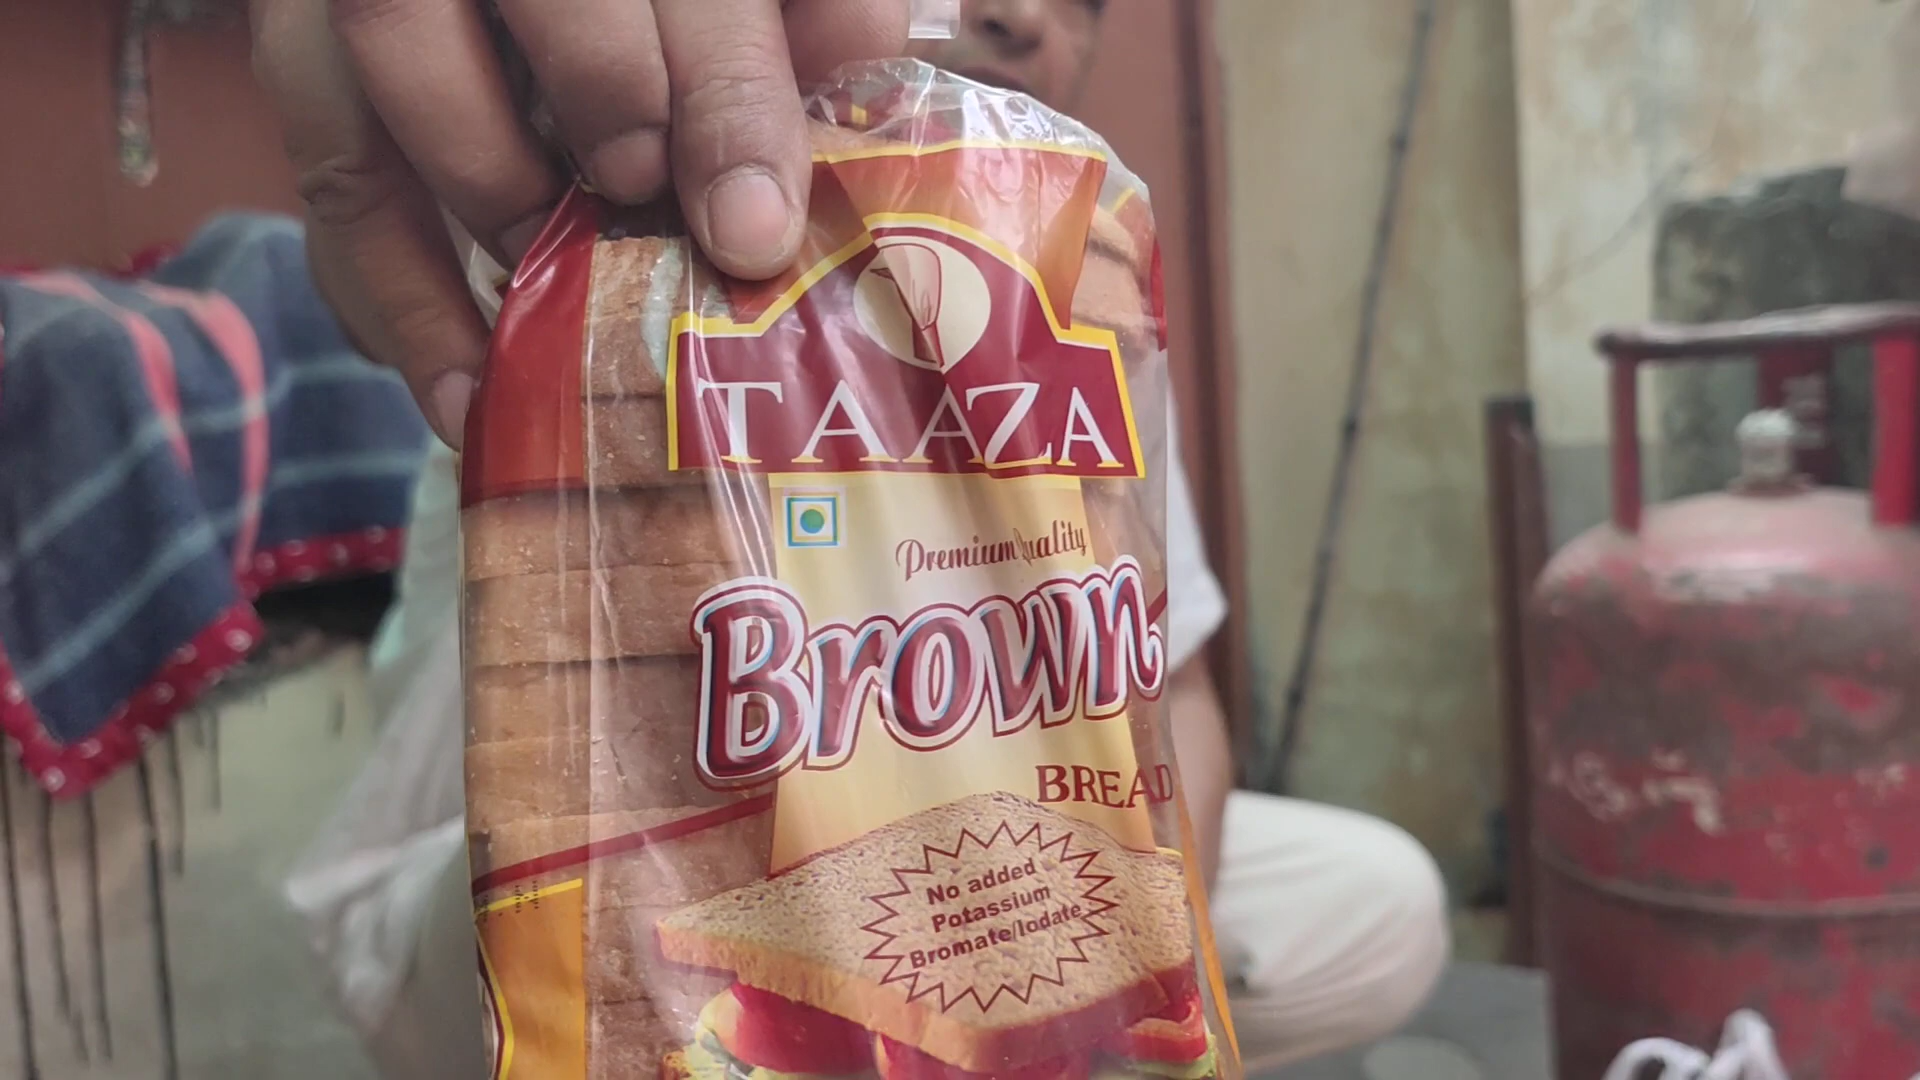 TAAZA
Premium Quality
Brown
BREAD
No added
Potassium
Bromate/Iodate